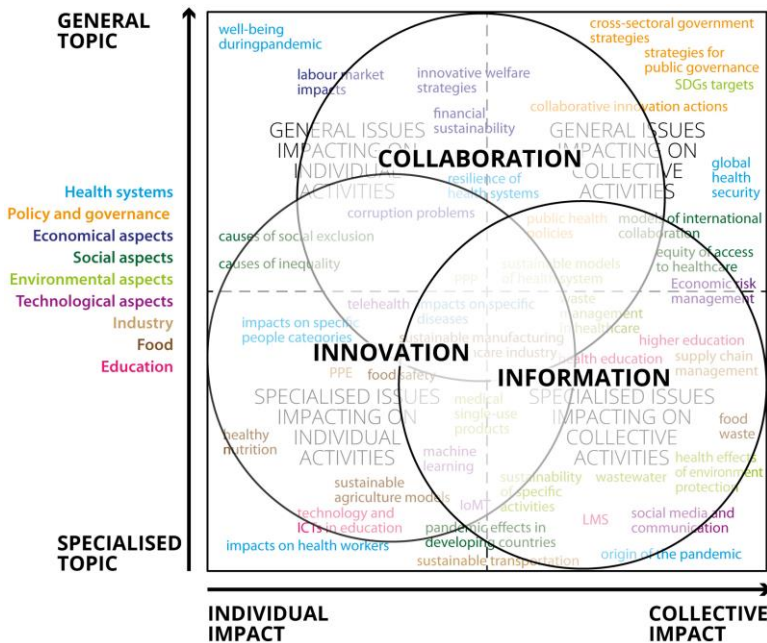 GENERAL
TOPIC
well-being
duringpandemic
cross-sectoral government
strategies
strategies for
public governance
SDGs targets
labour market
impacts
innovative welfare
strategies
collaborative innovation actions
financial
sustainability
GENERAL ISSUES
IMPACTING ON
INDIVIDUAL
ACTIVITIES
GENERAL ISSUES
IMPACTING ON
COLLECTIVE
ACTIVITIES
COLLABORATION
global
health
security
resilience of
health systems
corruption problems
public health
policies
models of international
collaboration
causes of social exclusion
causes of inequality
equity of access
to healthcare
sustainable models
of health system
PPP
Economic risk
management
Health systems
Policy and governance
Economical aspects
Social aspects
Environmental aspects
Technological aspects
Industry
Food
Education
telehealth
impacts on specific
diseases
waste
management
in healthcare
impacts on specific
people categories
sustainable manufacturing
care industry
INNOVATION
health education
higher education
supply chain
management
PPE
food safety
INFORMATION
SPECIALISED ISSUES
IMPACTING ON
INDIVIDUAL
ACTIVITIES
medical
single-use
products
SPECIALISED ISSUES
IMPACTING ON
COLLECTIVE
ACTIVITIES
food
waste
healthy
nutrition
machine
learning
health effects
of environment
protection
sustainable
agriculture models
sustainability
of specific
activities
wastewater
IoMT
technology and
ICTs in education
pandemic effects in
developing countries
LMS
social media and
communication
impacts on health workers
sustainable transportation
origin of the pandemic
SPECIALISED
TOPIC
INDIVIDUAL
IMPACT
COLLECTIVE
IMPACT